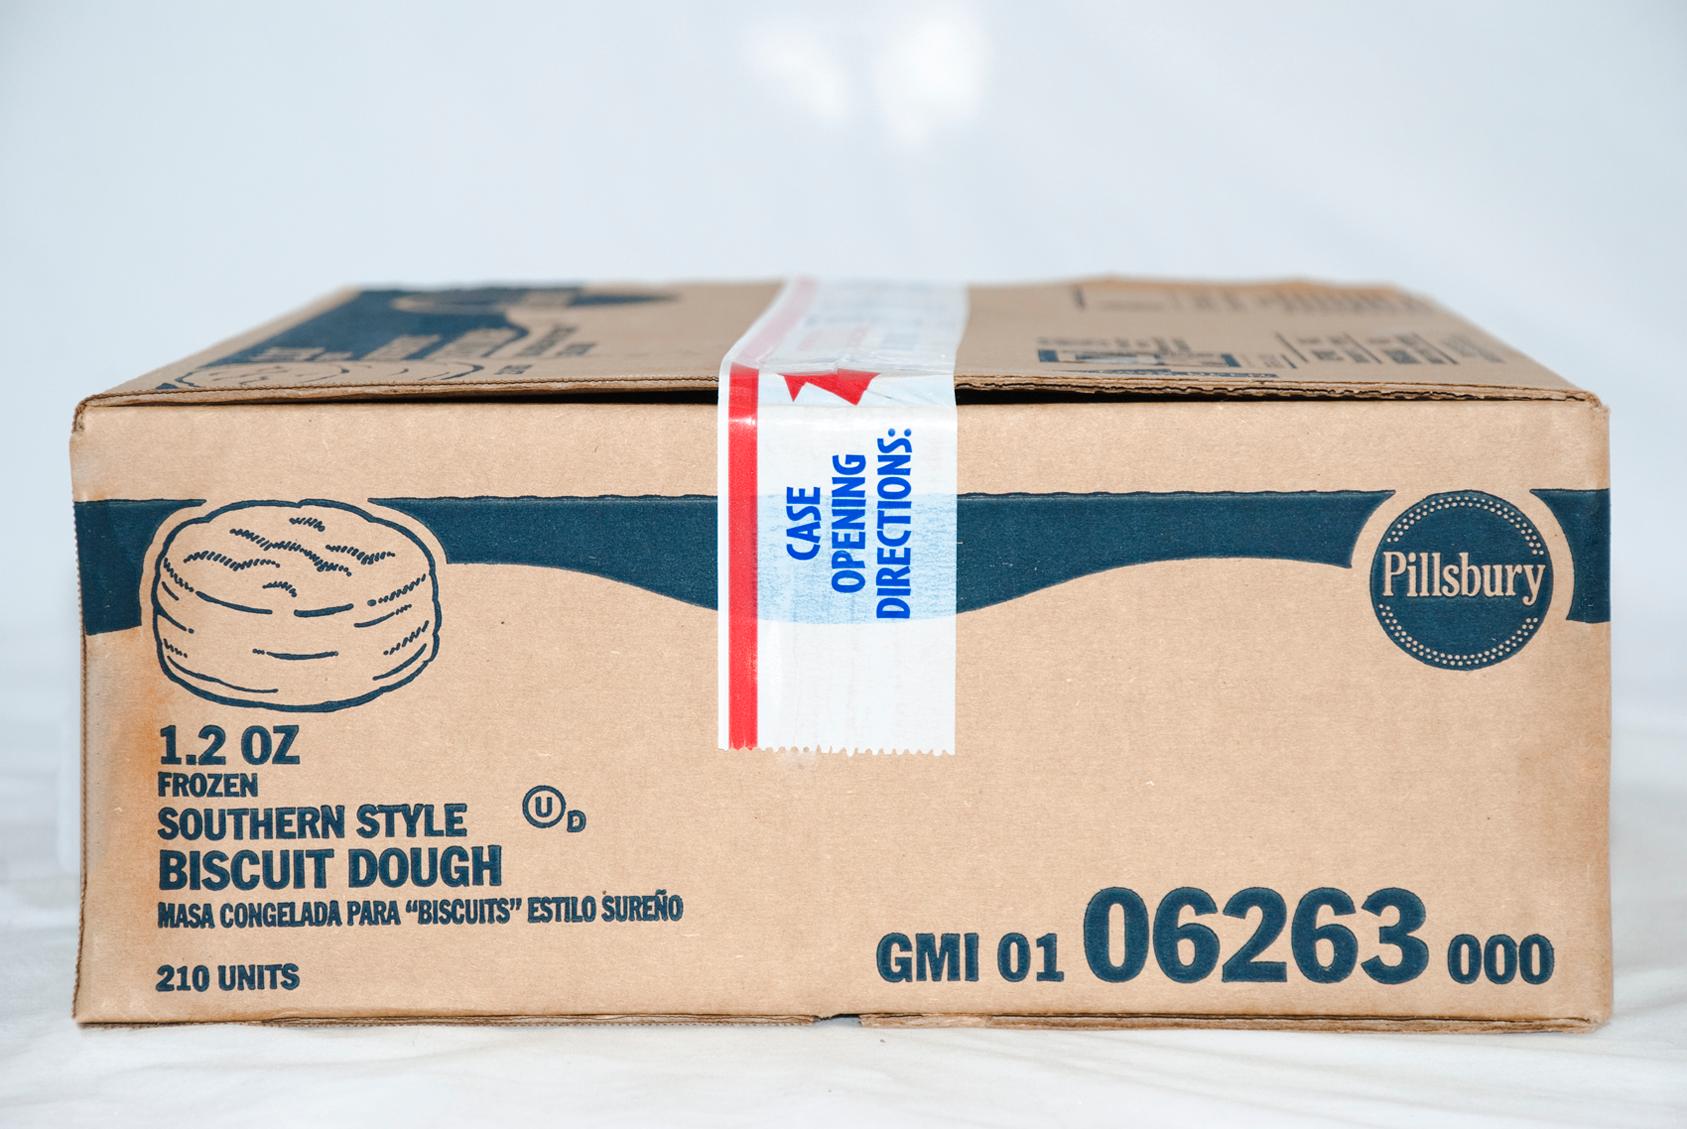 CASE
OPENING
DIRECTIONS:
Pillsbury
1.2 OZ
FROZEN
SOUTHERN STYLE
BISCUIT DOUGH
U D
MASA CONGELADA PARA “BISCUITS” ESTILO SUREÑO
210 UNITS
GMI 01 06263 000